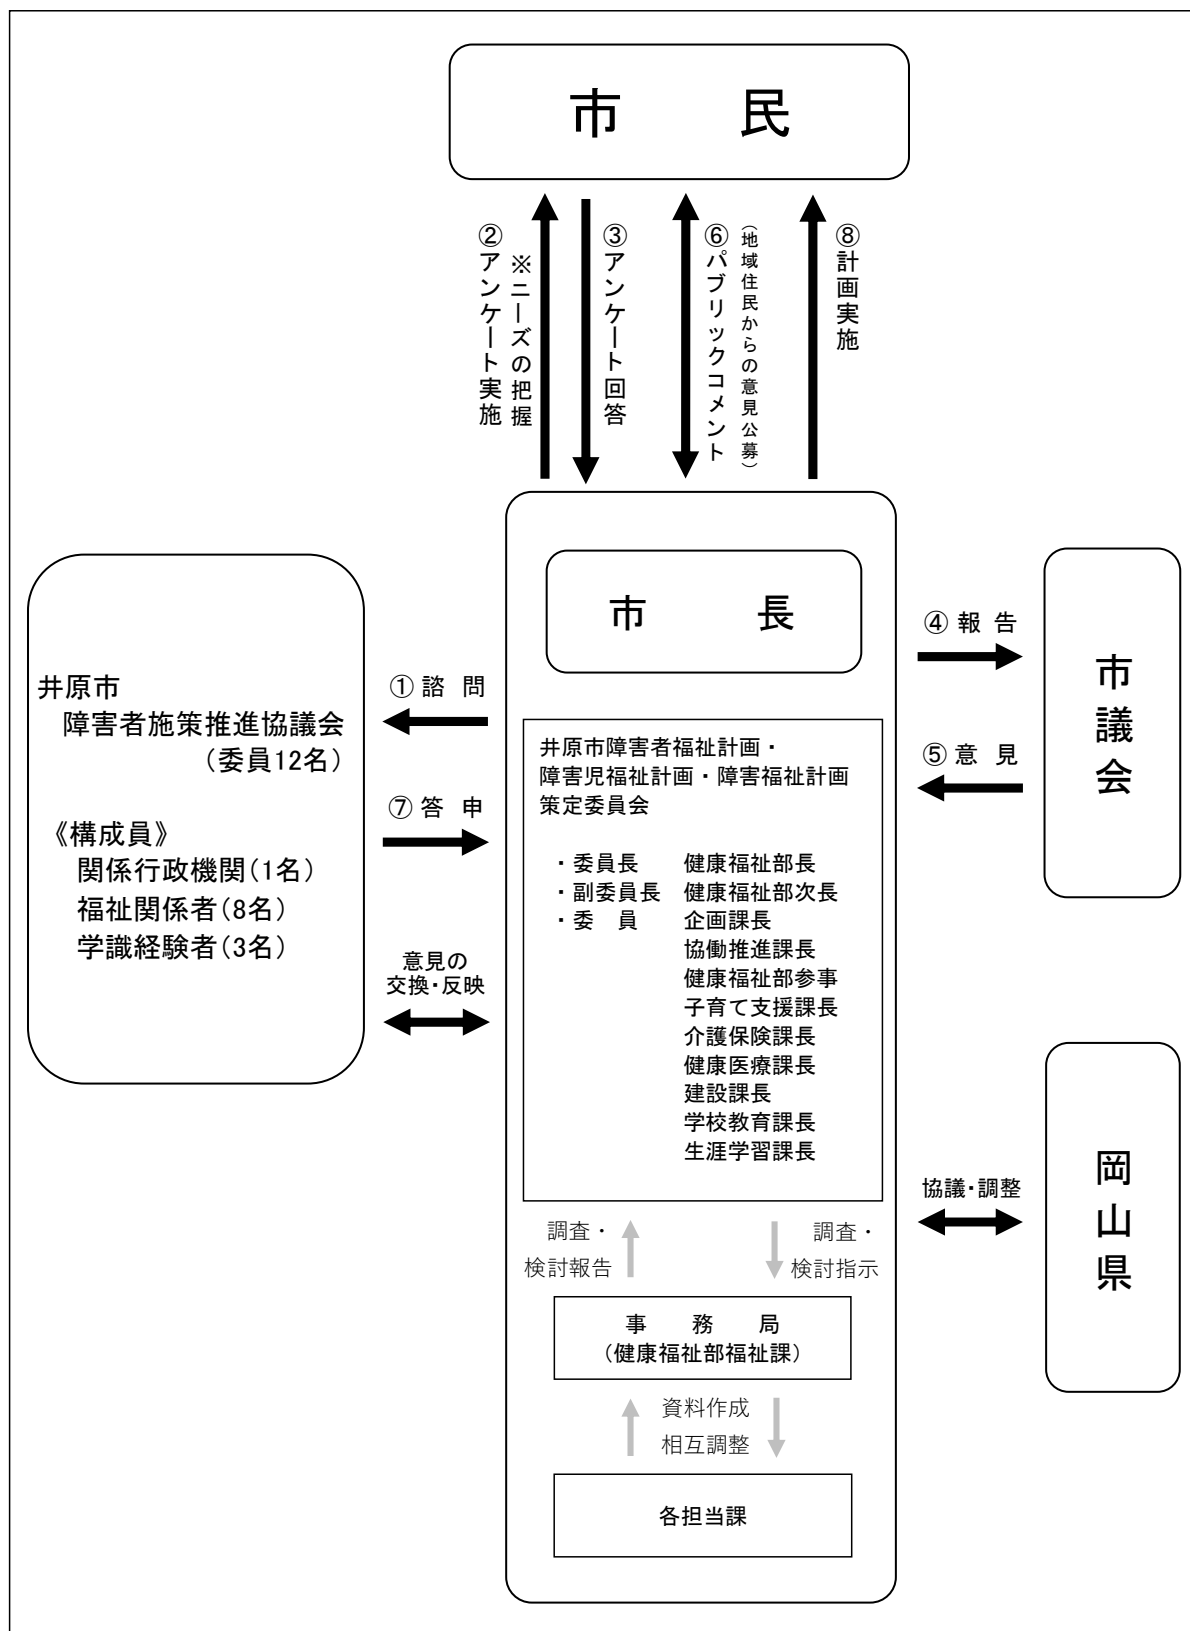 市　　民
②アンケート実施
※ニーズの把握
③アンケート回答
⑥パブリックコメント
（地域住民からの意見公募）
⑧計画実施
井原市
障害者施策推進協議会
（委員12名）
《構成員》
関係行政機関（1名）
福祉関係者（8名）
学識経験者（3名）
① 諮　問
⑦ 答　申
意見の
交換・反映
市　　長
井原市障害者福祉計画・
障害児福祉計画・障害福祉計画
策定委員会
・委員長　　健康福祉部長
・副委員長　健康福祉部次長
・委　員　　企画課長
協働推進課長
健康福祉部参事
子育て支援課長
介護保険課長
健康医療課長
建設課長
学校教育課長
生涯学習課長
調査・
検討報告
調査・
検討指示
事　務　局
（健康福祉部福祉課）
資料作成
相互調整
各担当課
④ 報　告
⑤ 意　見
市議会
協議・調整
岡山県